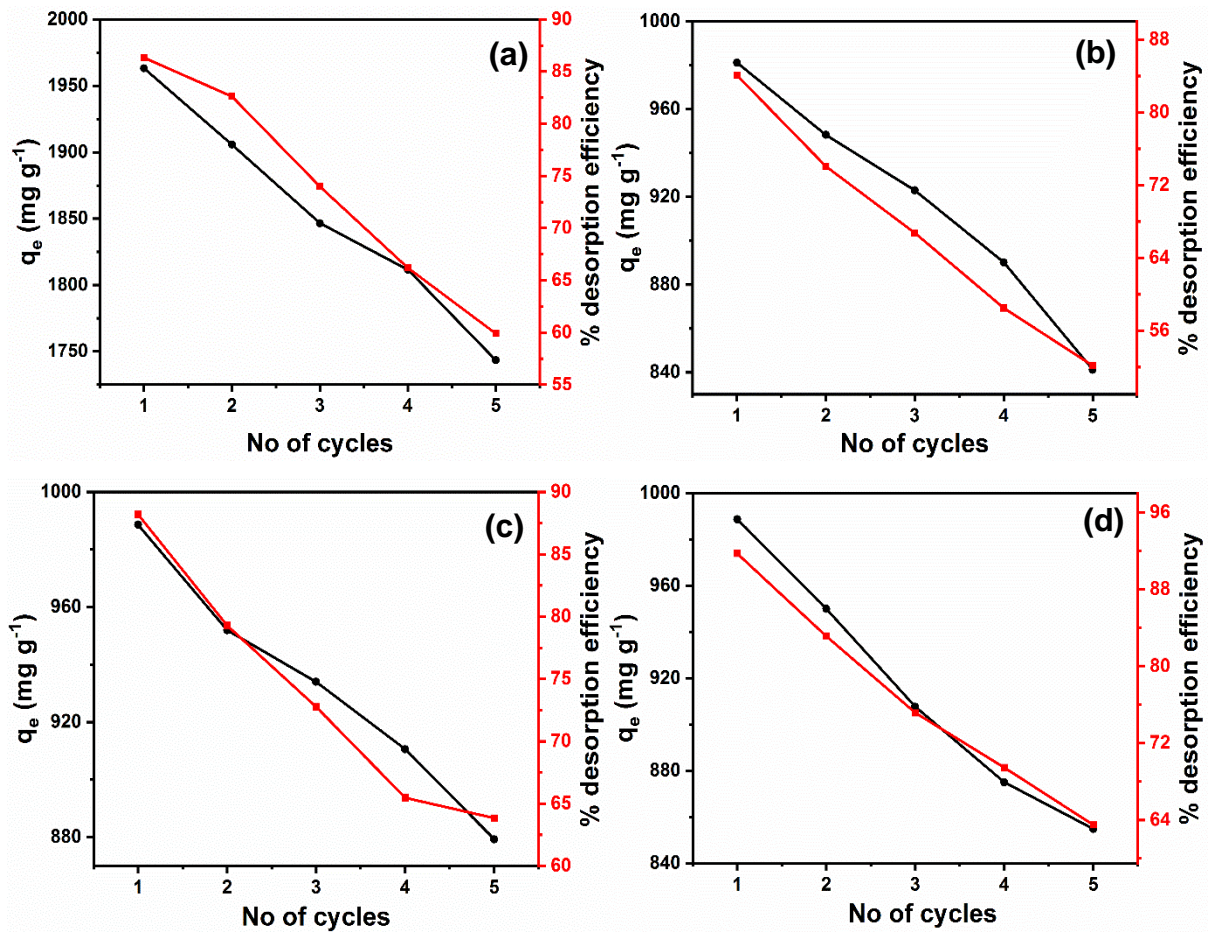 (a)
2000
1950
1900
1850
1800
1750
q_e (mg g^-1)
90
85
80
75
70
65
60
55
% desorption efficiency
1 2 3 4 5
No of cycles
(b)
1000
960
920
880
840
q_e (mg g^-1)
88
80
72
64
56
% desorption efficiency
1 2 3 4 5
No of cycles
(c)
1000
960
920
880
q_e (mg g^-1)
90
85
80
75
70
65
60
% desorption efficiency
1 2 3 4 5
No of cycles
(d)
1000
960
920
880
840
q_e (mg g^-1)
96
88
80
72
64
% desorption efficiency
1 2 3 4 5
No of cycles